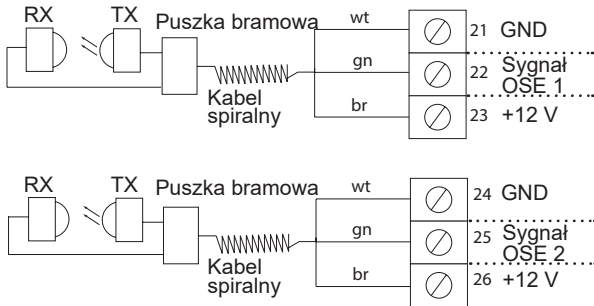 RX TX Puszka bramowa wt 21 GND
gn 22 Sygnał
OSE 1
Kabel
spiralny
br 23 +12 V
RX TX Puszka bramowa wt 24 GND
gn 25 Sygnał
OSE 2
Kabel
spiralny
br 26 +12 V